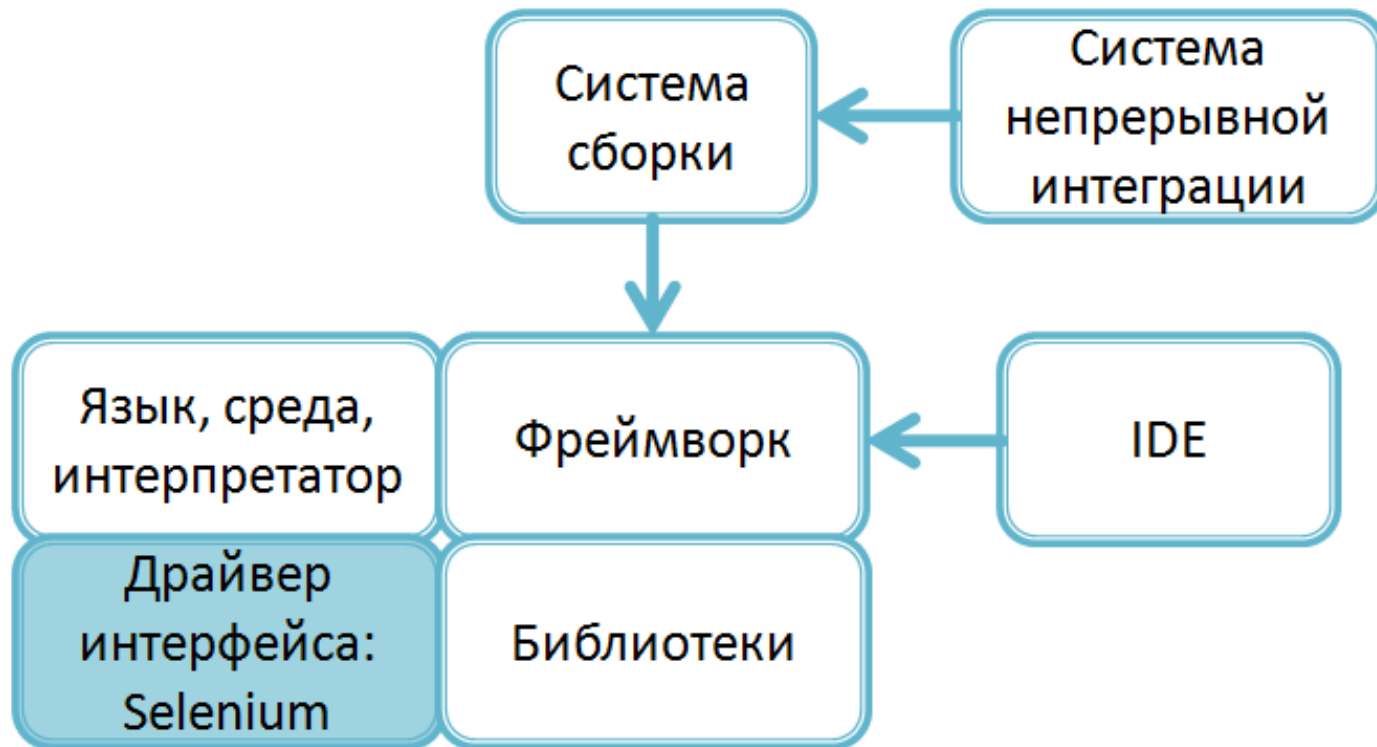 Система
сборки
Система
непрерывной
интеграции
Язык, среда,
интерпретатор
Фреймворк
IDE
Драйвер
интерфейса:
Selenium
Библиотеки